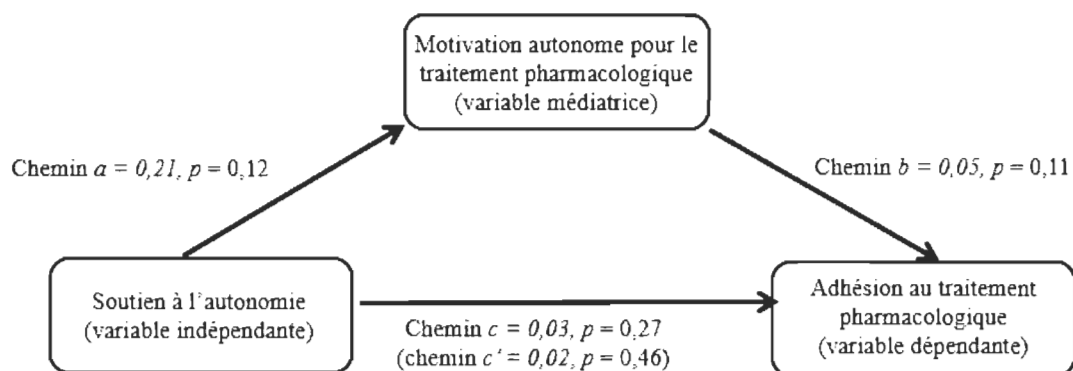 Motivation autonome pour le
traitement pharmacologique
(variable médiatrice)
Chemin a = 0,21, p = 0,12
Chemin b = 0,05, p = 0,11
Soutien à l'autonomie
(variable indépendante)
Chemin c = 0,03, p = 0,27
(chemin c' = 0,02, p = 0,46)
Adhésion au traitement
pharmacologique
(variable dépendante)